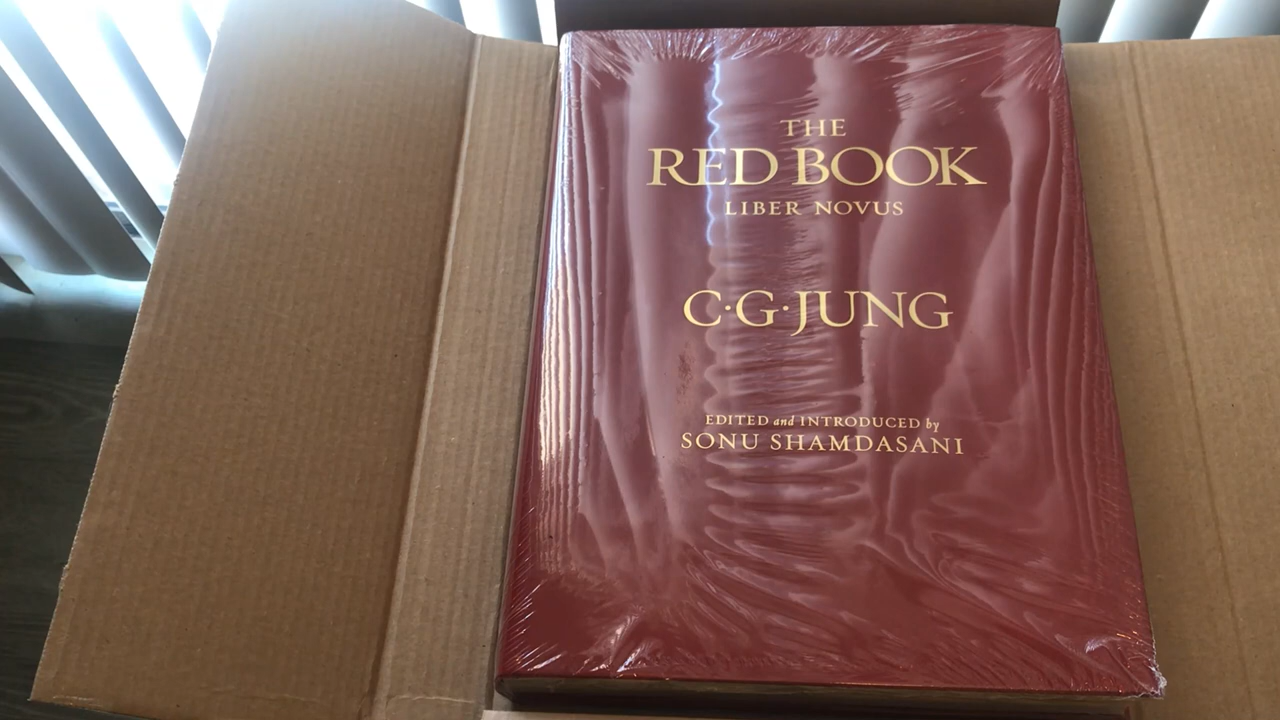 THE
RED BOOK
LIBER NOVUS
C·G·JUNG
EDITED and INTRODUCED by
SONU SHAMDASANI